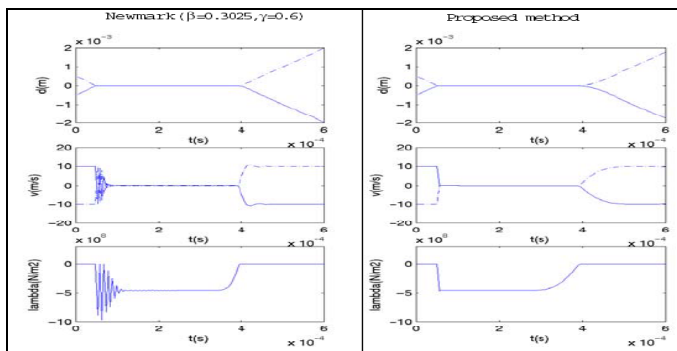 Newmark (β=0.3025,γ=0.6)
x 10⁻³
2
1
0
-1
-2
d(m)
0 2 4 6
t(s)
x 10⁻⁴
20
10
0
-10
-20
v(m/s)
0 2 4 6
t(s)
x 10⁻⁴
x 10⁸
0
-5
-10
lambda(N/m2)
0 2 4 6
t(s)
x 10⁻⁴
Proposed method
x 10⁻³
2
1
0
-1
-2
d(m)
0 2 4 6
t(s)
x 10⁻⁴
20
10
0
-10
-20
v(m/s)
0 2 4 6
t(s)
x 10⁻⁴
x 10⁸
0
-5
-10
lambda(N/m2)
0 2 4 6
t(s)
x 10⁻⁴